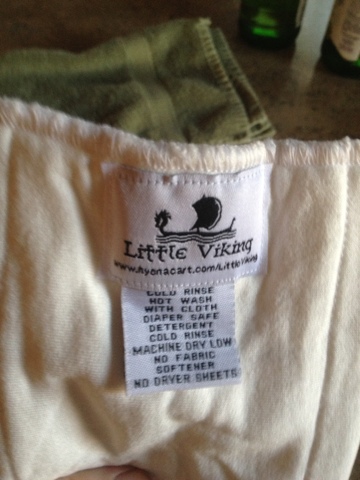 Little Viking
www.hyenacart.com/LittleViking
COLD RINSE
HOT WASH
WITH CLOTH
DIAPER SAFE
DETERGENT
COLD RINSE
MACHINE DRY LOW
NO FABRIC
SOFTENER
NO DRYER SHEETS